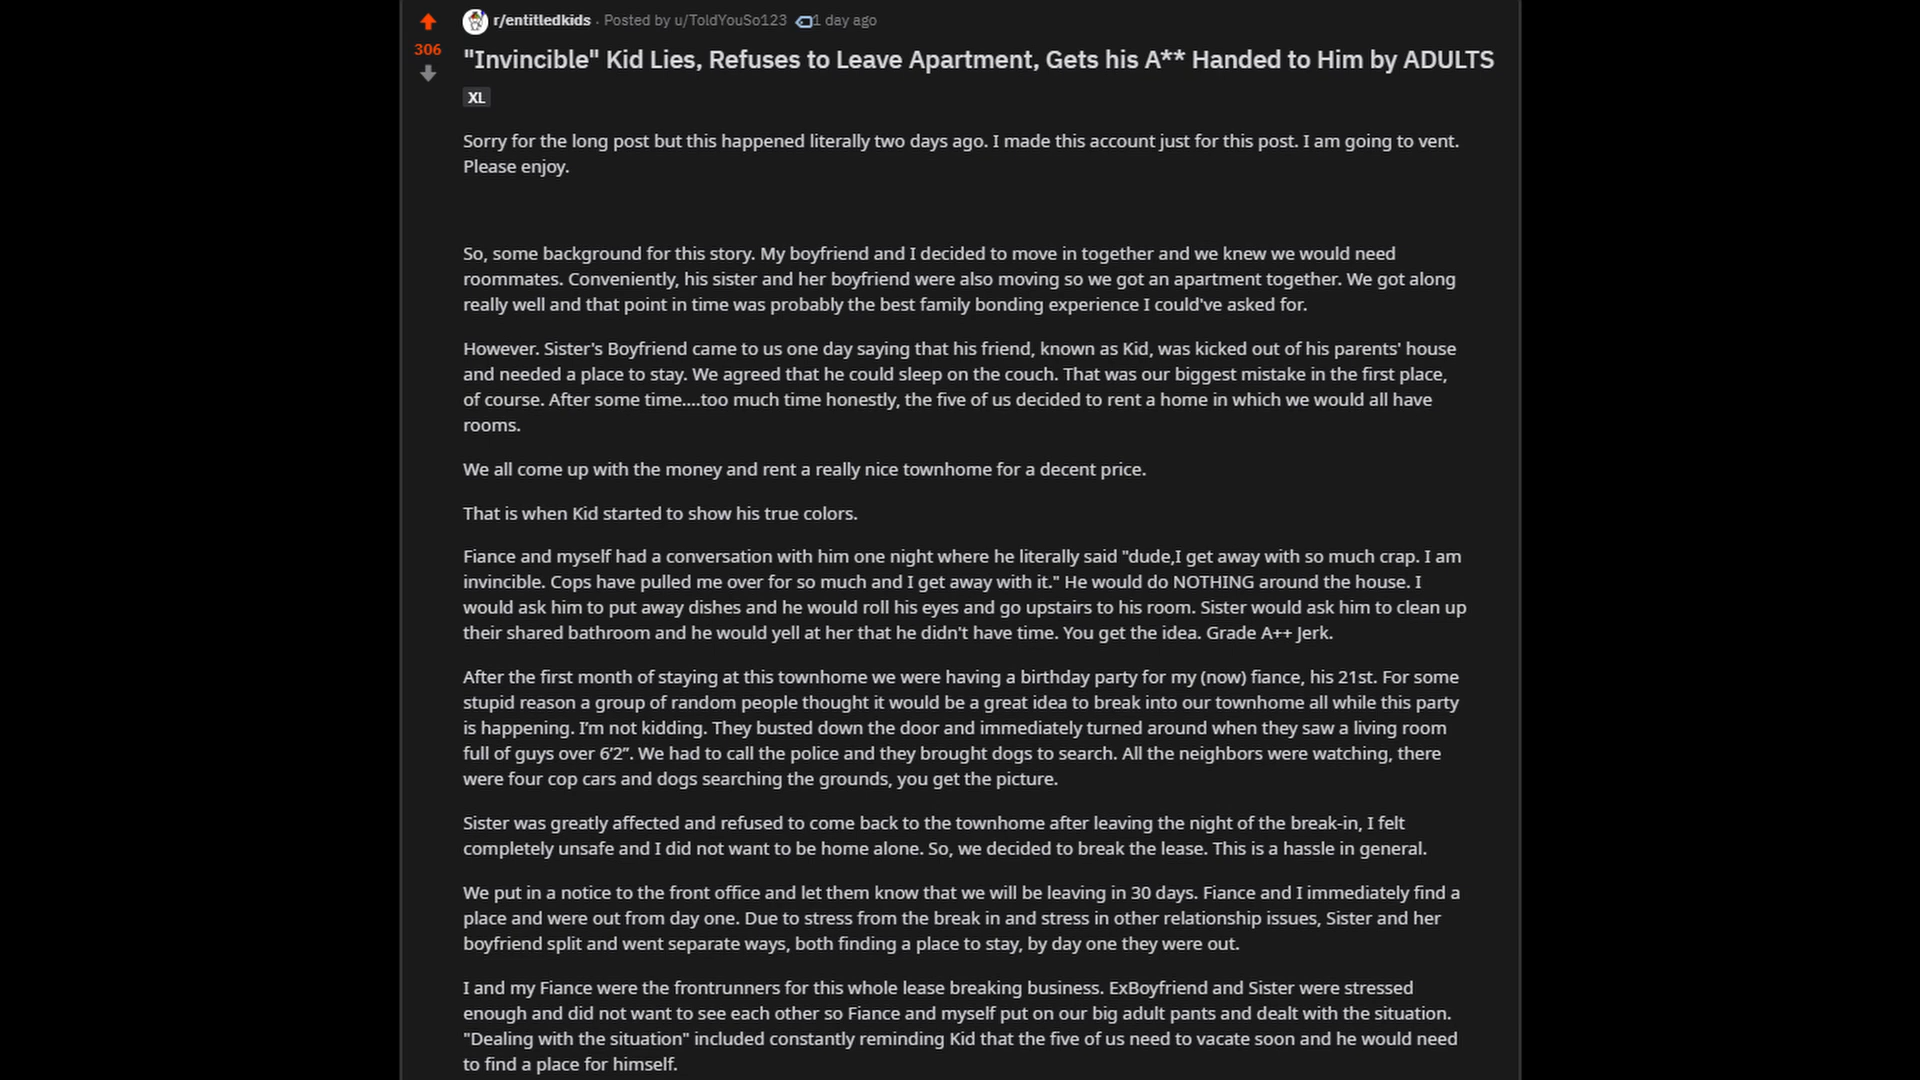 r/entitledkids · Posted by u/ToldYouSo123 1 day ago
306
"Invincible" Kid Lies, Refuses to Leave Apartment, Gets his A** Handed to Him by ADULTS
XL
Sorry for the long post but this happened literally two days ago. I made this account just for this post. I am going to vent.
Please enjoy.
So, some background for this story. My boyfriend and I decided to move in together and we knew we would need
roommates. Conveniently, his sister and her boyfriend were also moving so we got an apartment together. We got along
really well and that point in time was probably the best family bonding experience I could've asked for.
However. Sister's Boyfriend came to us one day saying that his friend, known as Kid, was kicked out of his parents' house
and needed a place to stay. We agreed that he could sleep on the couch. That was our biggest mistake in the first place,
of course. After some time....too much time honestly, the five of us decided to rent a home in which we would all have
rooms.
We all come up with the money and rent a really nice townhome for a decent price.
That is when Kid started to show his true colors.
Fiance and myself had a conversation with him one night where he literally said "dude,I get away with so much crap. I am
invincible. Cops have pulled me over for so much and I get away with it." He would do NOTHING around the house. I
would ask him to put away dishes and he would roll his eyes and go upstairs to his room. Sister would ask him to clean up
their shared bathroom and he would yell at her that he didn't have time. You get the idea. Grade A++ Jerk.
After the first month of staying at this townhome we were having a birthday party for my (now) fiance, his 21st. For some
stupid reason a group of random people thought it would be a great idea to break into our townhome all while this party
is happening. I’m not kidding. They busted down the door and immediately turned around when they saw a living room
full of guys over 6’2”. We had to call the police and they brought dogs to search. All the neighbors were watching, there
were four cop cars and dogs searching the grounds, you get the picture.
Sister was greatly affected and refused to come back to the townhome after leaving the night of the break-in, I felt
completely unsafe and I did not want to be home alone. So, we decided to break the lease. This is a hassle in general.
We put in a notice to the front office and let them know that we will be leaving in 30 days. Fiance and I immediately find a
place and were out from day one. Due to stress from the break in and stress in other relationship issues, Sister and her
boyfriend split and went separate ways, both finding a place to stay, by day one they were out.
I and my Fiance were the frontrunners for this whole lease breaking business. ExBoyfriend and Sister were stressed
enough and did not want to see each other so Fiance and myself put on our big adult pants and dealt with the situation.
"Dealing with the situation" included constantly reminding Kid that the five of us need to vacate soon and he would need
to find a place for himself.